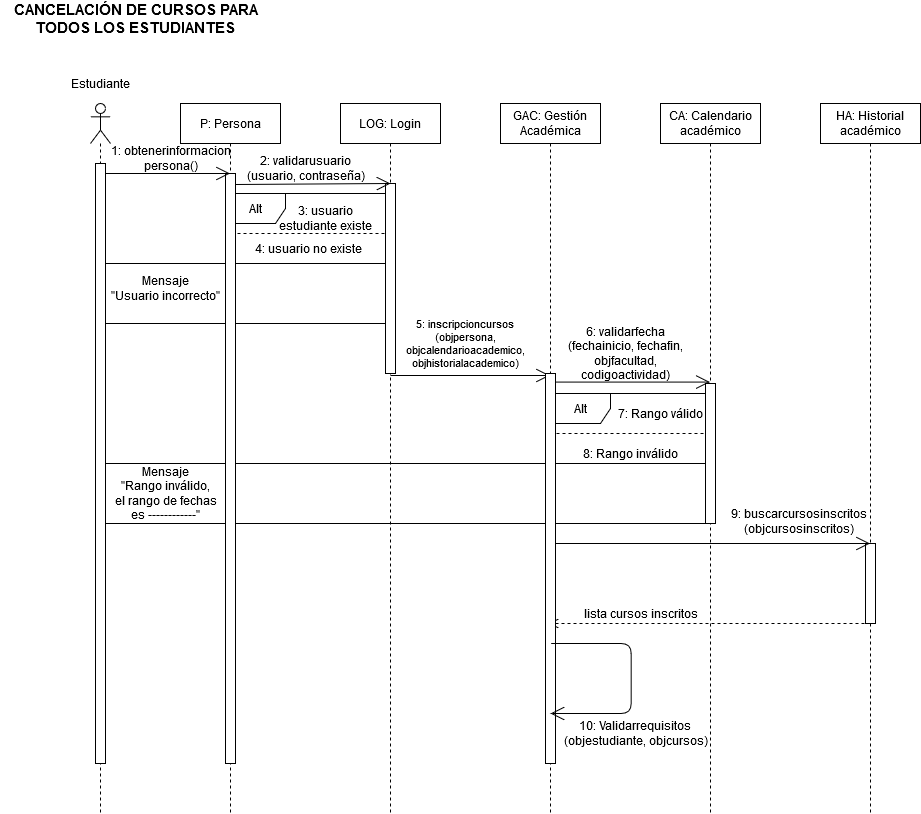 CANCELACIÓN DE CURSOS PARA
TODOS LOS ESTUDIANTES
Estudiante
P: Persona
LOG: Login
GAC: Gestión
Académica
CA: Calendario
académico
HA: Historial
académico
1: obtenerinformacion
persona()
2: validarusuario
(usuario, contraseña)
Alt
3: usuario
estudiante existe
4: usuario no existe
Mensaje
"Usuario incorrecto"
5: inscripcioncursos
(objpersona,
objcalendarioacademico,
objhistorialacademico)
6: validarfecha
(fechainicio, fechafin,
objfacultad,
codigoactividad)
Alt
7: Rango válido
8: Rango inválido
Mensaje
"Rango inválido,
el rango de fechas
es ------------"
9: buscarcursosinscritos
(objcursosinscritos)
lista cursos inscritos
10: Validarrequisitos
(objestudiante, objcursos)